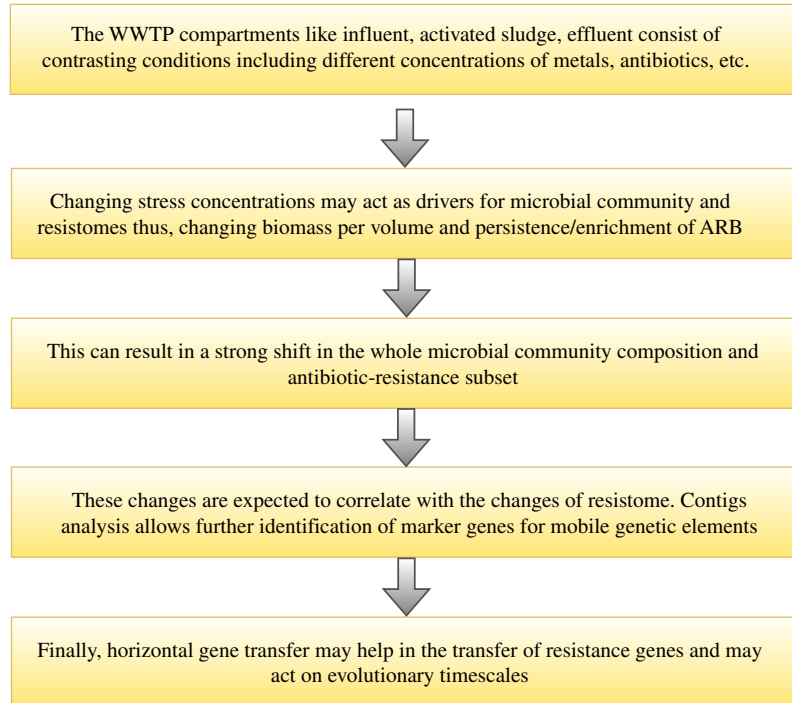 The WWTP compartments like influent, activated sludge, effluent consist of
contrasting conditions including different concentrations of metals, antibiotics, etc.
Changing stress concentrations may act as drivers for microbial community and
resistomes thus, changing biomass per volume and persistence/enrichment of ARB
This can result in a strong shift in the whole microbial community composition and
antibiotic-resistance subset
These changes are expected to correlate with the changes of resistome. Contigs
analysis allows further identification of marker genes for mobile genetic elements
Finally, horizontal gene transfer may help in the transfer of resistance genes and may
act on evolutionary timescales